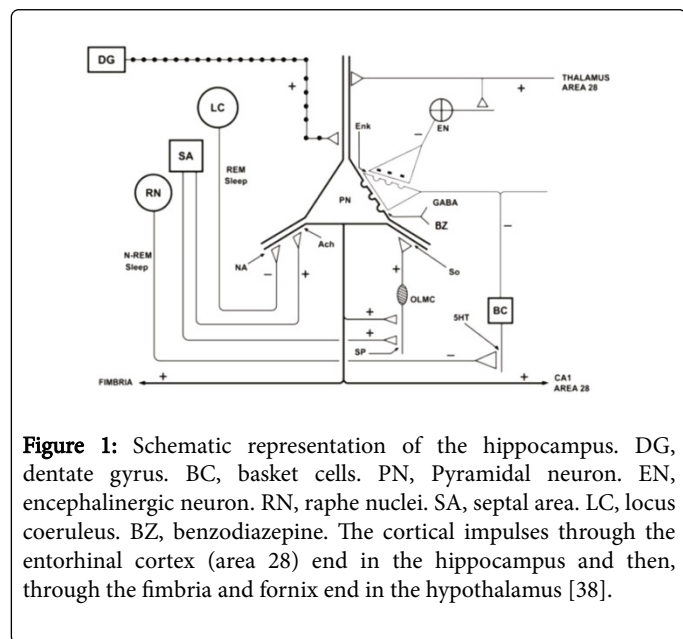 DG
+
THALAMUS
AREA 28
+
LC
EN
Enk
–
SA
REM
Sleep
RN
PN
GABA
BZ
–
Ach
N-REM
Sleep
NA
–
+
+
So
OLMC
BC
+
5HT
+
SP
–
FIMBRIA
+
+
CA1
AREA 28
Figure 1: Schematic representation of the hippocampus. DG,
dentate gyrus. BC, basket cells. PN, Pyramidal neuron. EN,
encephalinergic neuron. RN, raphe nuclei. SA, septal area. LC, locus
coeruleus. BZ, benzodiazepine. The cortical impulses through the
entorhinal cortex (area 28) end in the hippocampus and then,
through the fimbria and fornix end in the hypothalamus [38].